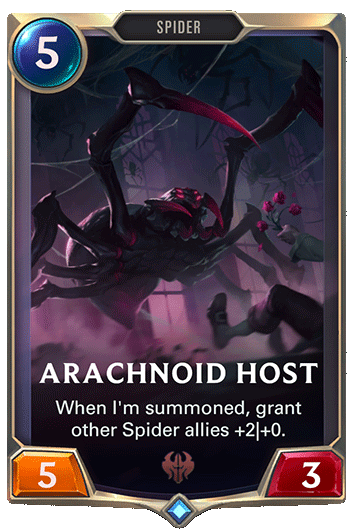 SPIDER
5
ARACHNOID HOST
When I'm summoned, grant
other Spider allies +2|+0.
5
3